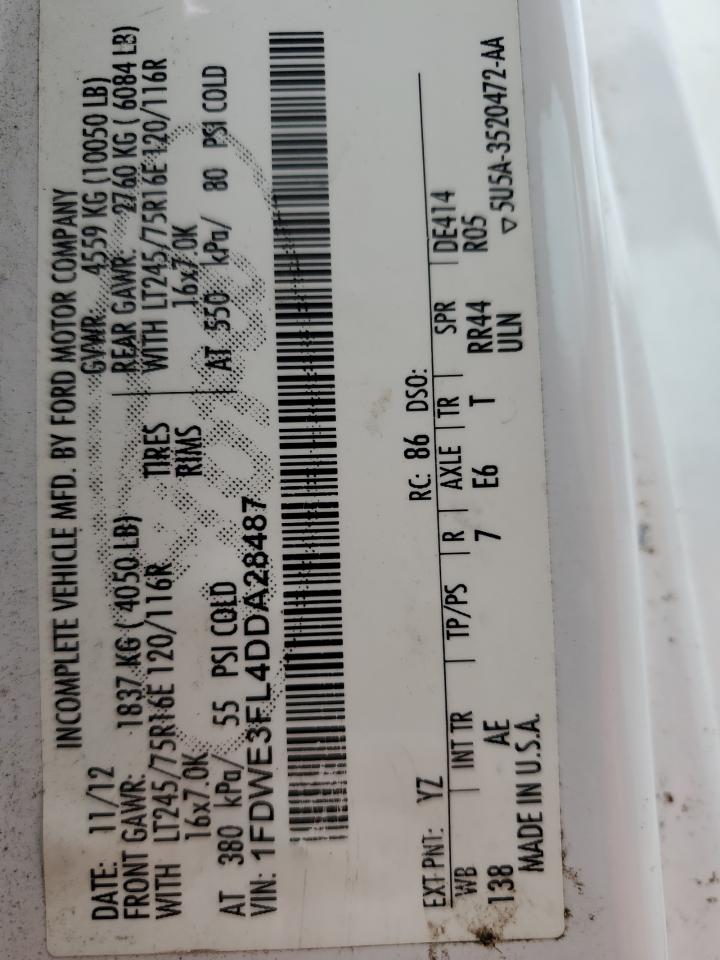 INCOMPLETE VEHICLE MFD. BY FORD MOTOR COMPANY
DATE: 11/12 GVWR: 4559 KG (10050 LB)
FRONT GAWR: 1837 KG ( 4050 LB) REAR GAWR: 2760 KG ( 6084 LB)
WITH LT245/75R16E 120/116R TIRES WITH LT245/75R16E 120/116R
16x7.0K RIMS 16x7.0K
AT 380 kPa/ 55 PSI COLD AT 550 kPa/ 80 PSI COLD
VIN: 1FDWE3FL4DDA28487
EXT PNT: YZ RC: 86 DSO:
WB INT TR TP/PS R AXLE TR SPR DE414
138 AE 7 E6 T RR44 R05
ULN
MADE IN U.S.A. ▽5U5A-3520472-AA